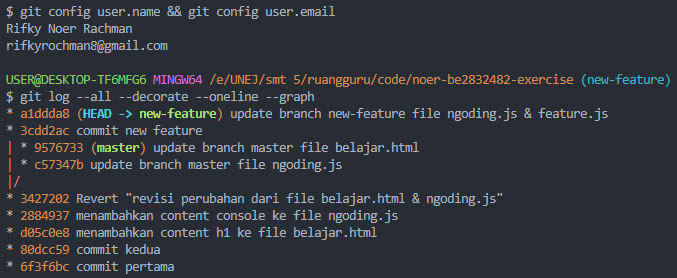 $ git config user.name && git config user.email
Rifky Noer Rachman
rifkyrochman8@gmail.com
USER@DESKTOP-TF6MFG6 MINGW64 /e/UNEJ/smt 5/ruangguru/code/noer-be2832482-exercise (new-feature)
$ git log --all --decorate --oneline --graph
* a1ddda8 (HEAD -> new-feature) update branch new-feature file ngoding.js & feature.js
* 3cdd2ac commit new feature
| * 9576733 (master) update branch master file belajar.html
| * c57347b update branch master file ngoding.js
|/
* 3427202 Revert "revisi perubahan dari file belajar.html & ngoding.js"
* 2884937 menambahkan content console ke file ngoding.js
* d05c0e8 menambahkan content h1 ke file belajar.html
* 80dcc59 commit kedua
* 6f3f6bc commit pertama